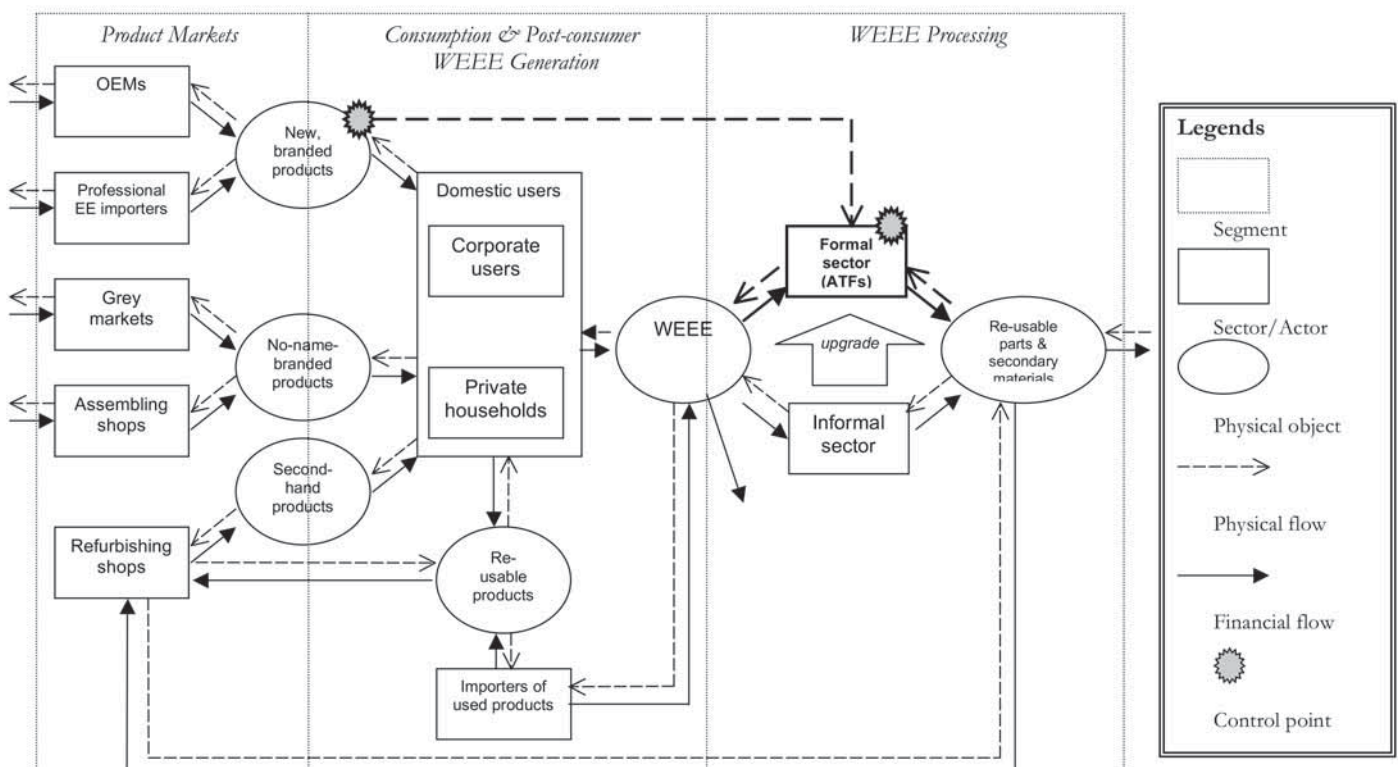 Product Markets
Consumption & Post-consumer
WEEE Generation
WEEE Processing
OEMs
New,
branded
products
Professional
EE importers
Domestic users
Corporate
users
Private
households
Grey
markets
No-name-
branded
products
Assembling
shops
Second-
hand
products
Refurbishing
shops
Re-
usable
products
Importers of
used products
WEEE
Formal
sector
(ATFs)
upgrade
Informal
sector
Re-usable
parts &
secondary
materials
Legends
Segment
Sector/Actor
Physical object
Physical flow
Financial flow
Control point